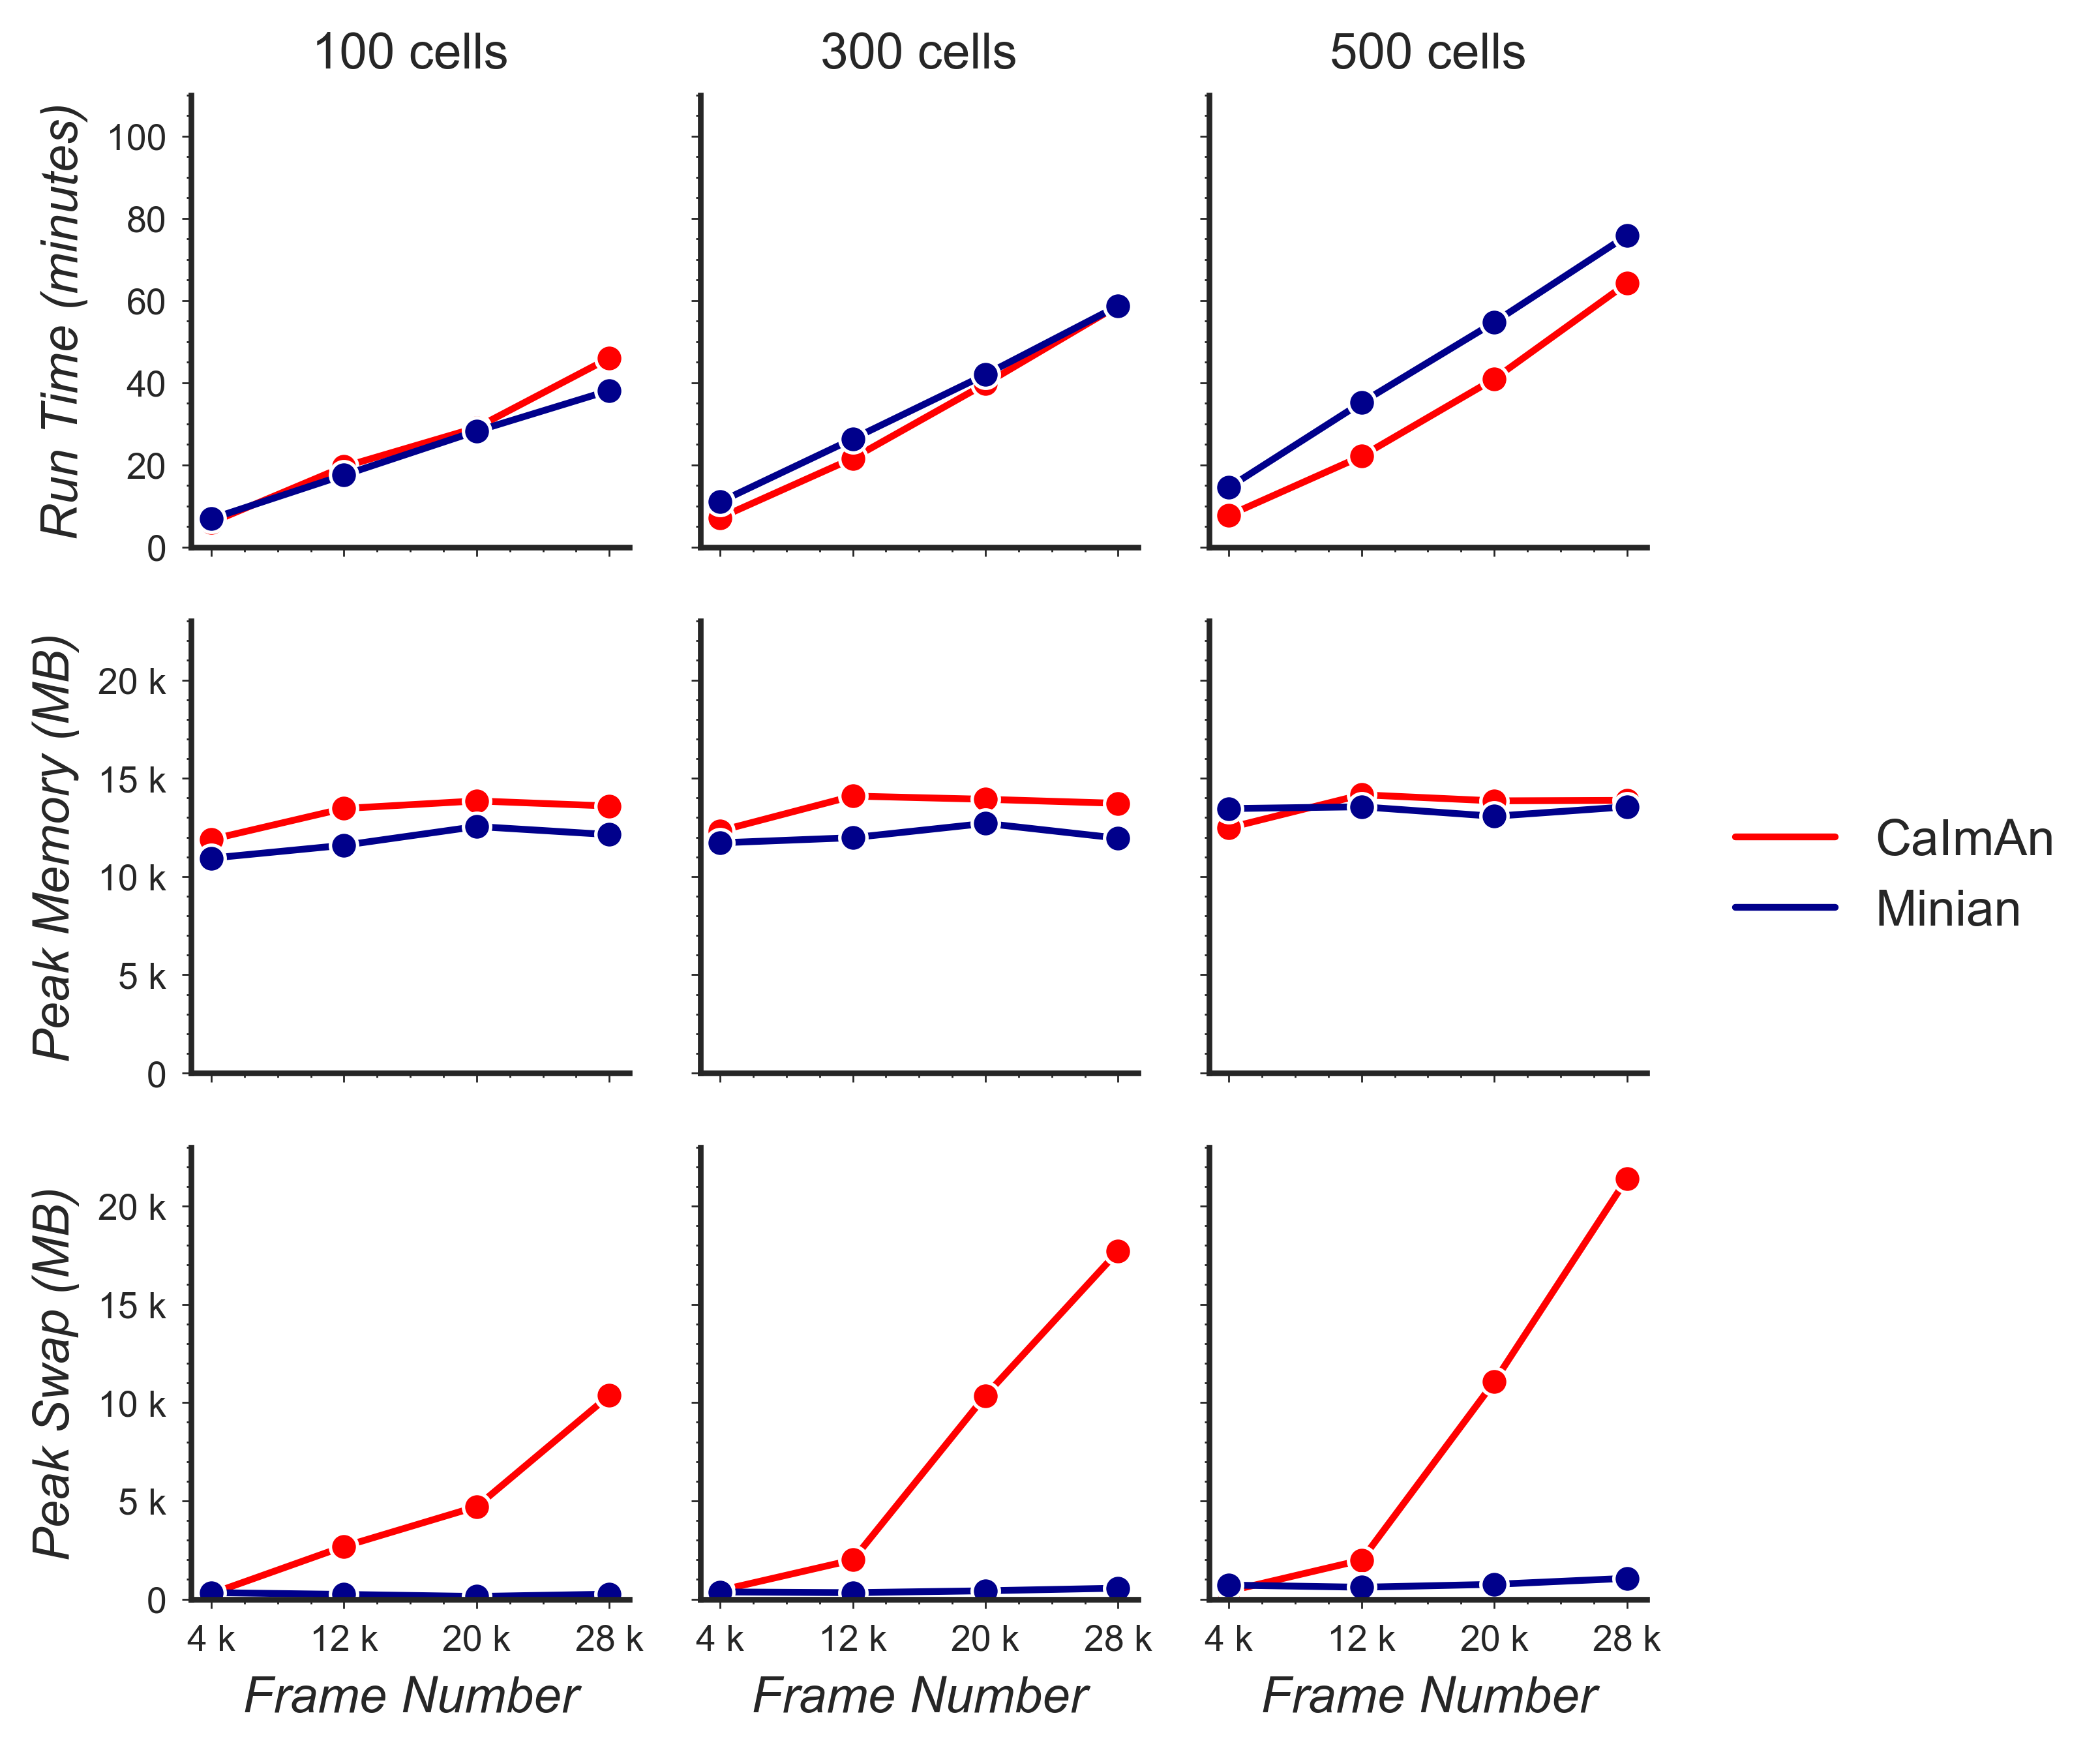 100 cells
300 cells
500 cells
Run Time (minutes)
100
80
60
40
20
0
Peak Memory (MB)
20 k
15 k
10 k
5 k
0
CaImAn
Minian
Peak Swap (MB)
20 k
15 k
10 k
5 k
0
4 k 12 k 20 k 28 k
4 k 12 k 20 k 28 k
4 k 12 k 20 k 28 k
Frame Number
Frame Number
Frame Number